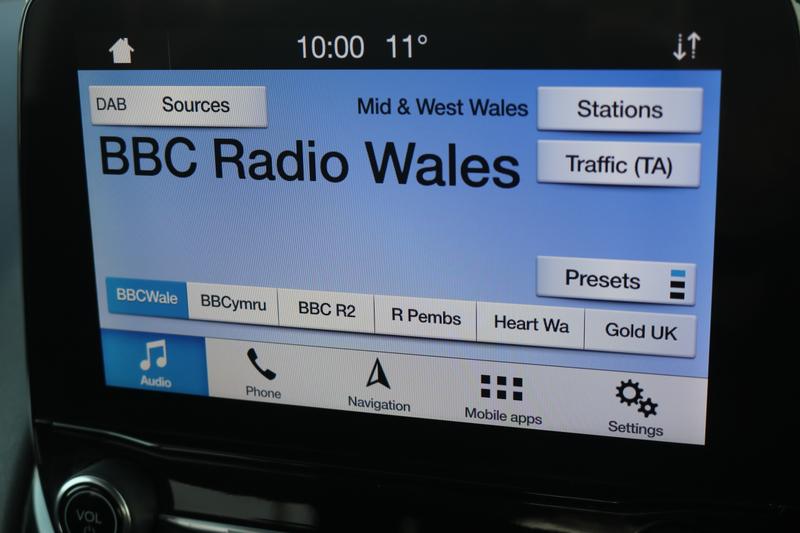 10:00 11°
DAB Sources
Mid & West Wales
Stations
BBC Radio Wales
Traffic (TA)
Presets
BBCWale
BBCymru
BBC R2
R Pembs
Heart Wa
Gold UK
Audio
Phone
Navigation
Mobile apps
Settings
VOL